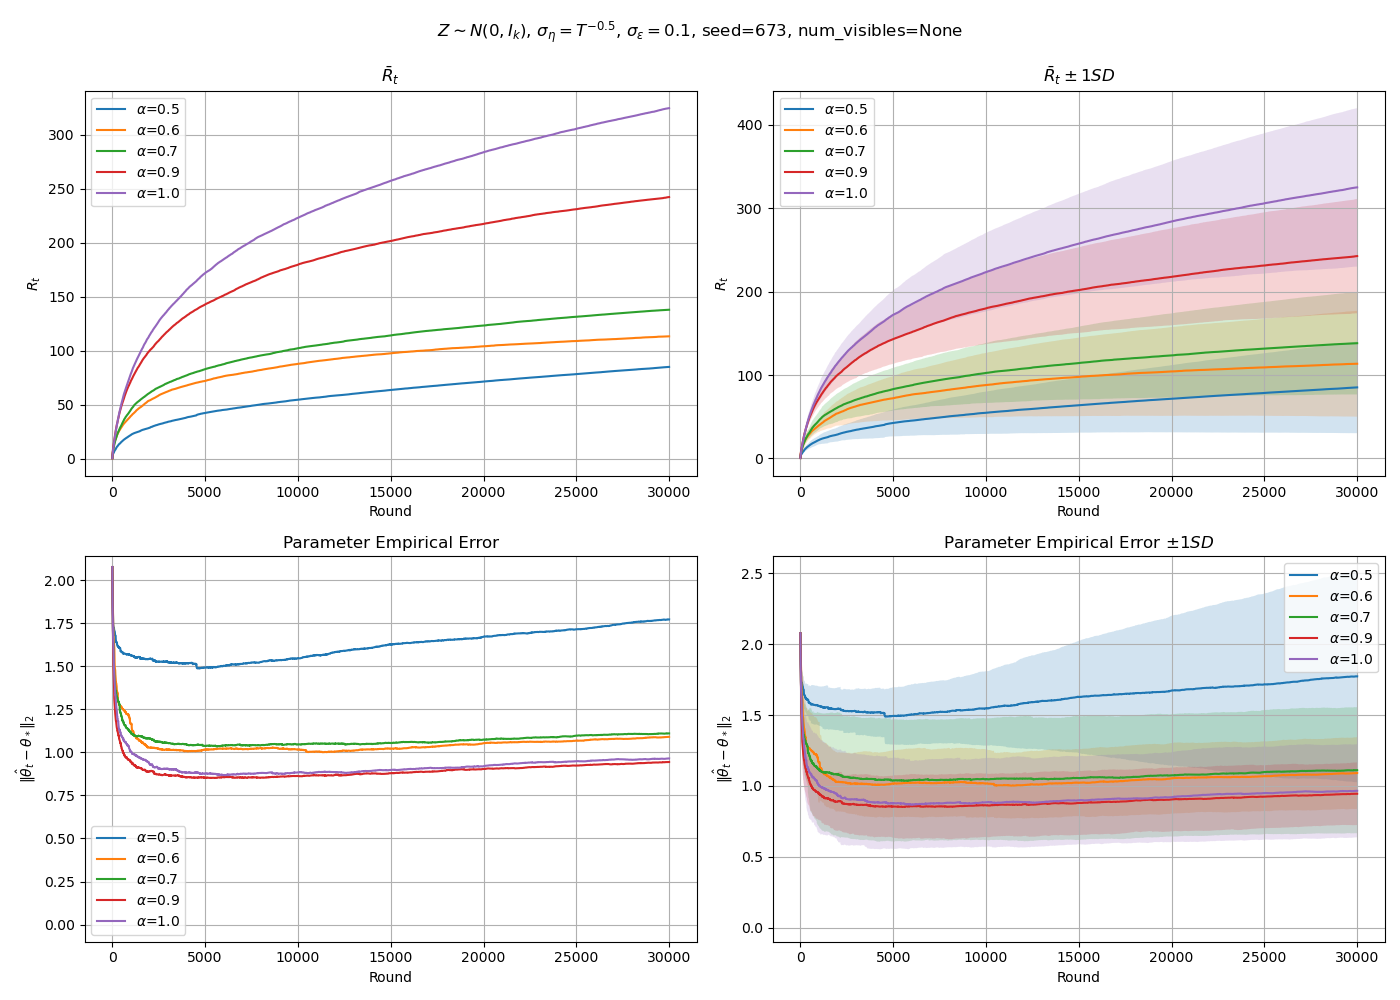 Z ~ N(0, I_k), σ_η = T^{-0.5}, σ_ε = 0.1, seed=673, num_visibles=None
R̄_t
R_t
300
250
200
150
100
50
0
α=0.5
α=0.6
α=0.7
α=0.9
α=1.0
0 5000 10000 15000 20000 25000 30000
Round
R̄_t ± 1SD
R_t
400
300
200
100
0
α=0.5
α=0.6
α=0.7
α=0.9
α=1.0
0 5000 10000 15000 20000 25000 30000
Round
Parameter Empirical Error
‖θ̂_t − θ_*‖_2
2.00
1.75
1.50
1.25
1.00
0.75
0.50
0.25
0.00
α=0.5
α=0.6
α=0.7
α=0.9
α=1.0
0 5000 10000 15000 20000 25000 30000
Round
Parameter Empirical Error ±1SD
‖θ̂_t − θ_*‖_2
2.5
2.0
1.5
1.0
0.5
0.0
α=0.5
α=0.6
α=0.7
α=0.9
α=1.0
0 5000 10000 15000 20000 25000 30000
Round